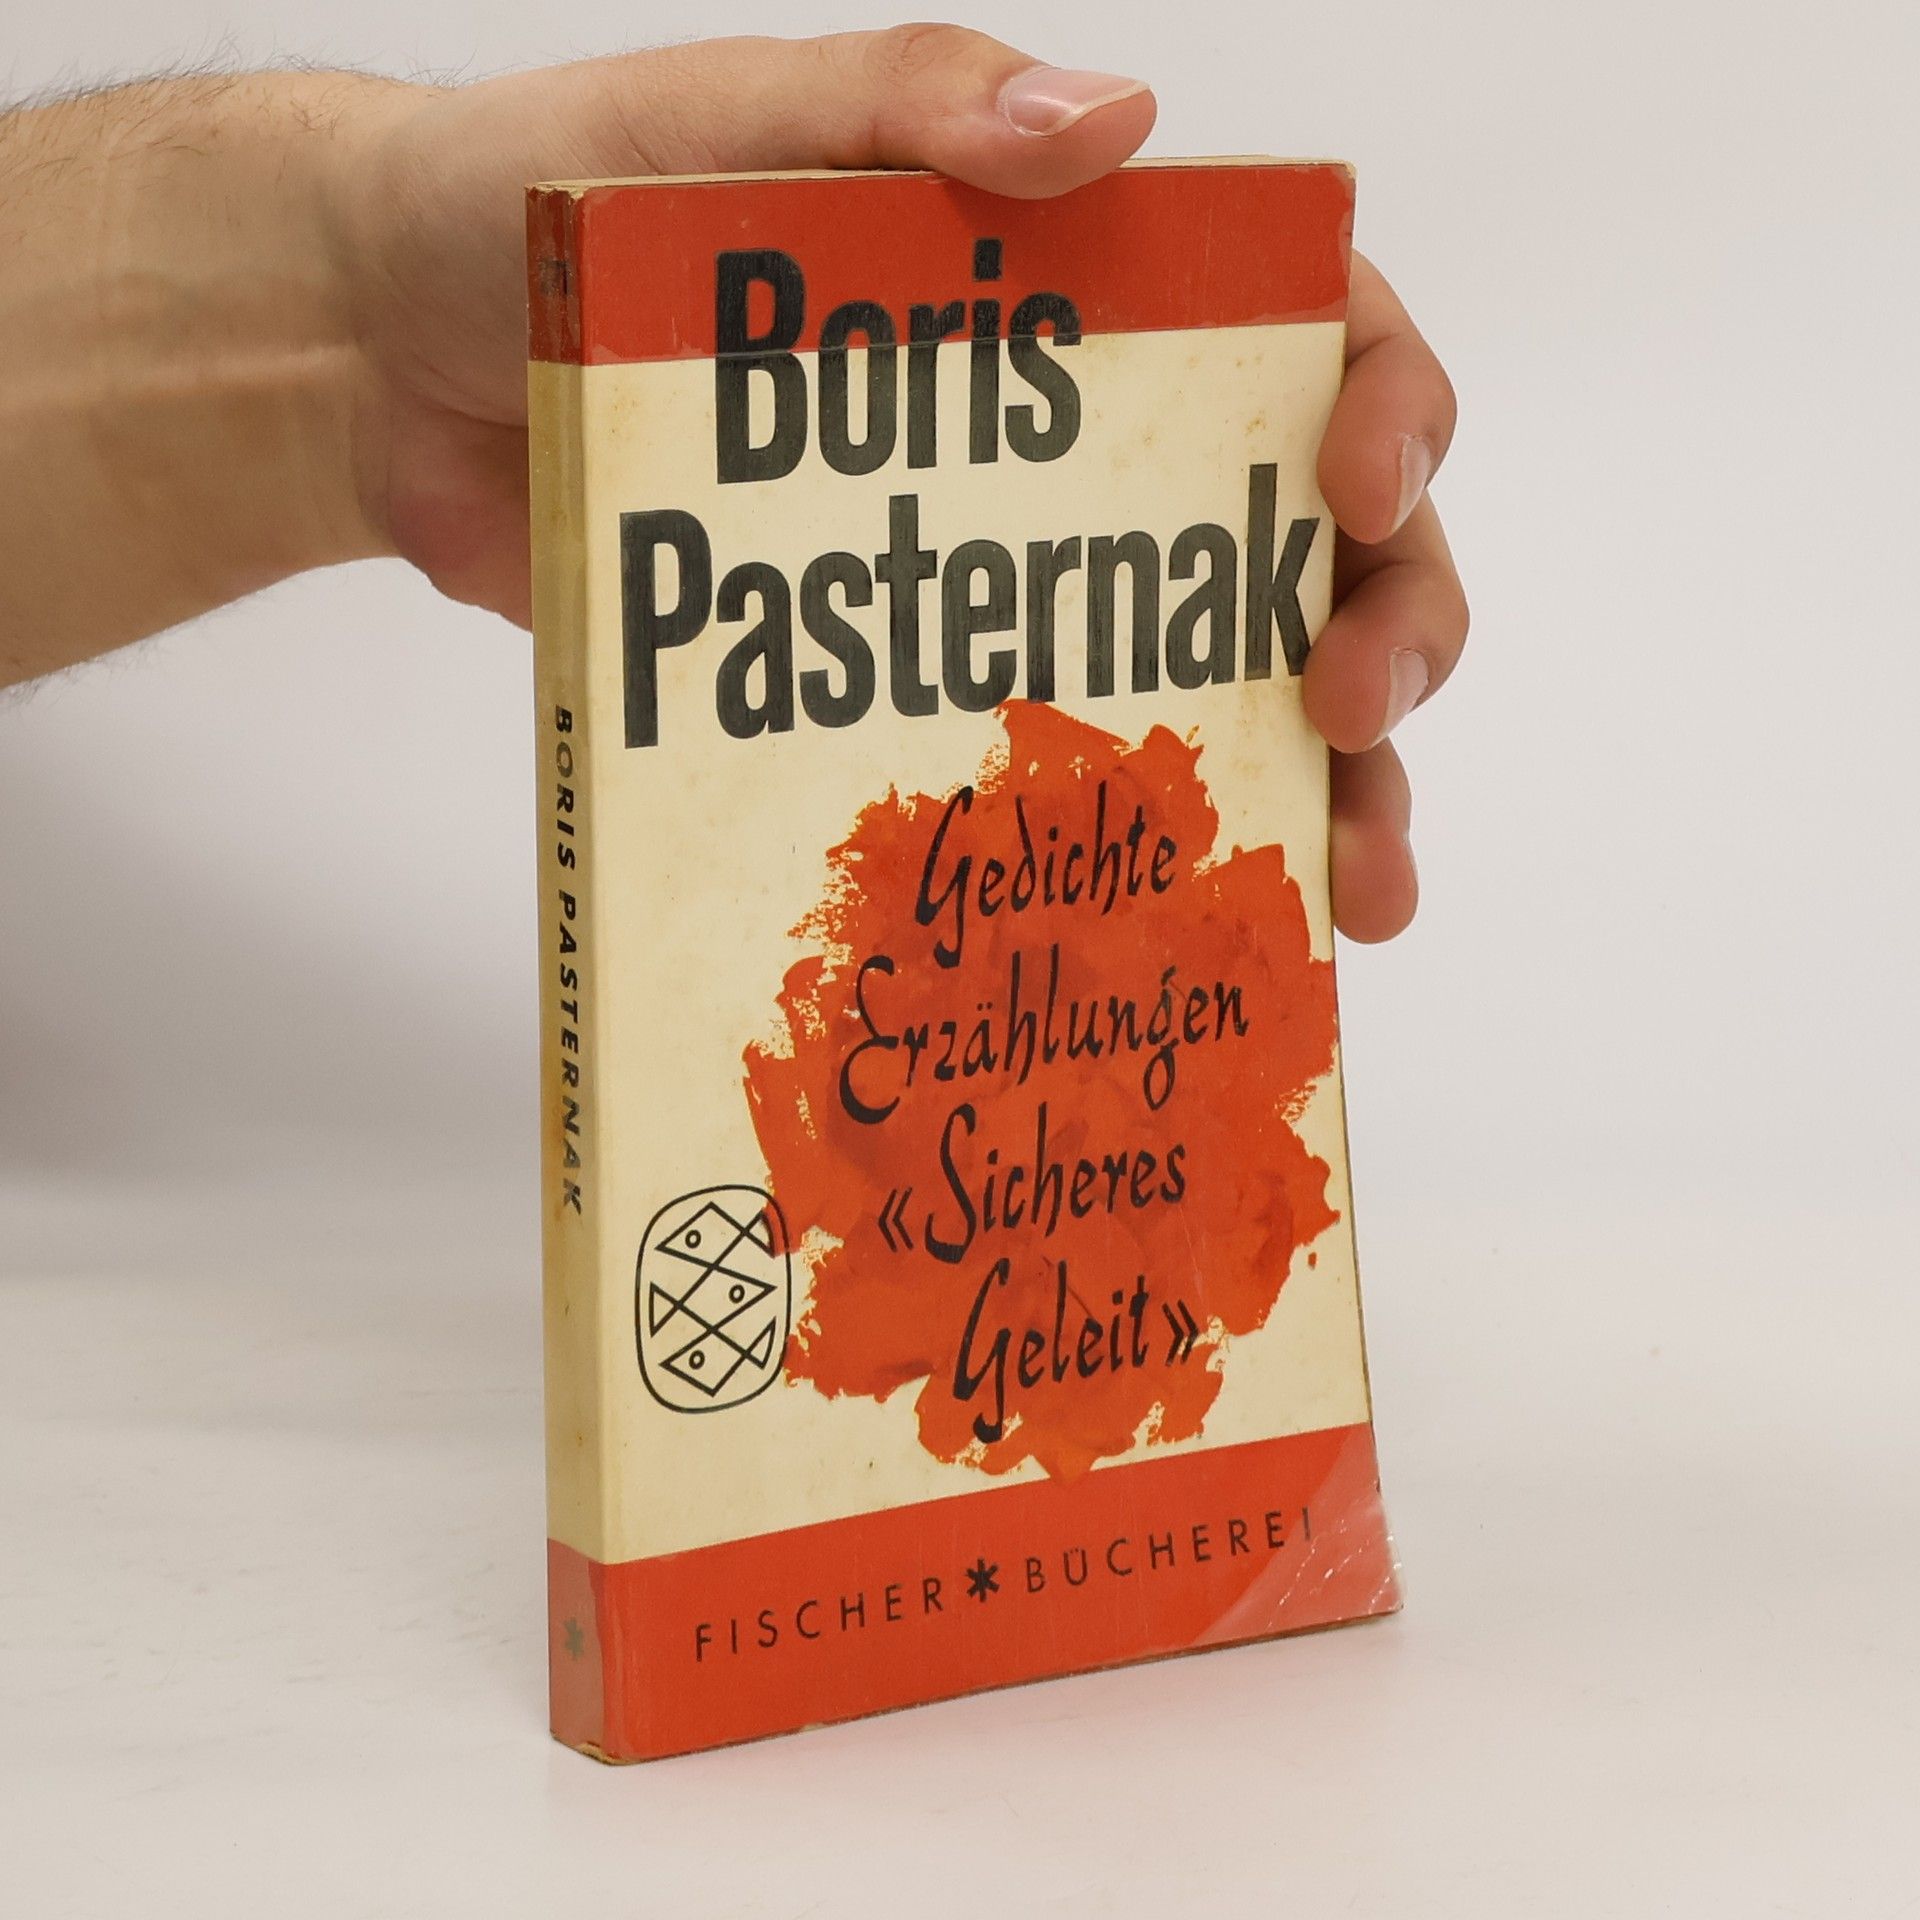 Boris
Pasternak
Gedichte
Erzählungen
«Sicheres
Geleit»
FISCHER * BÜCHEREI
BORIS PASTERNAK
*